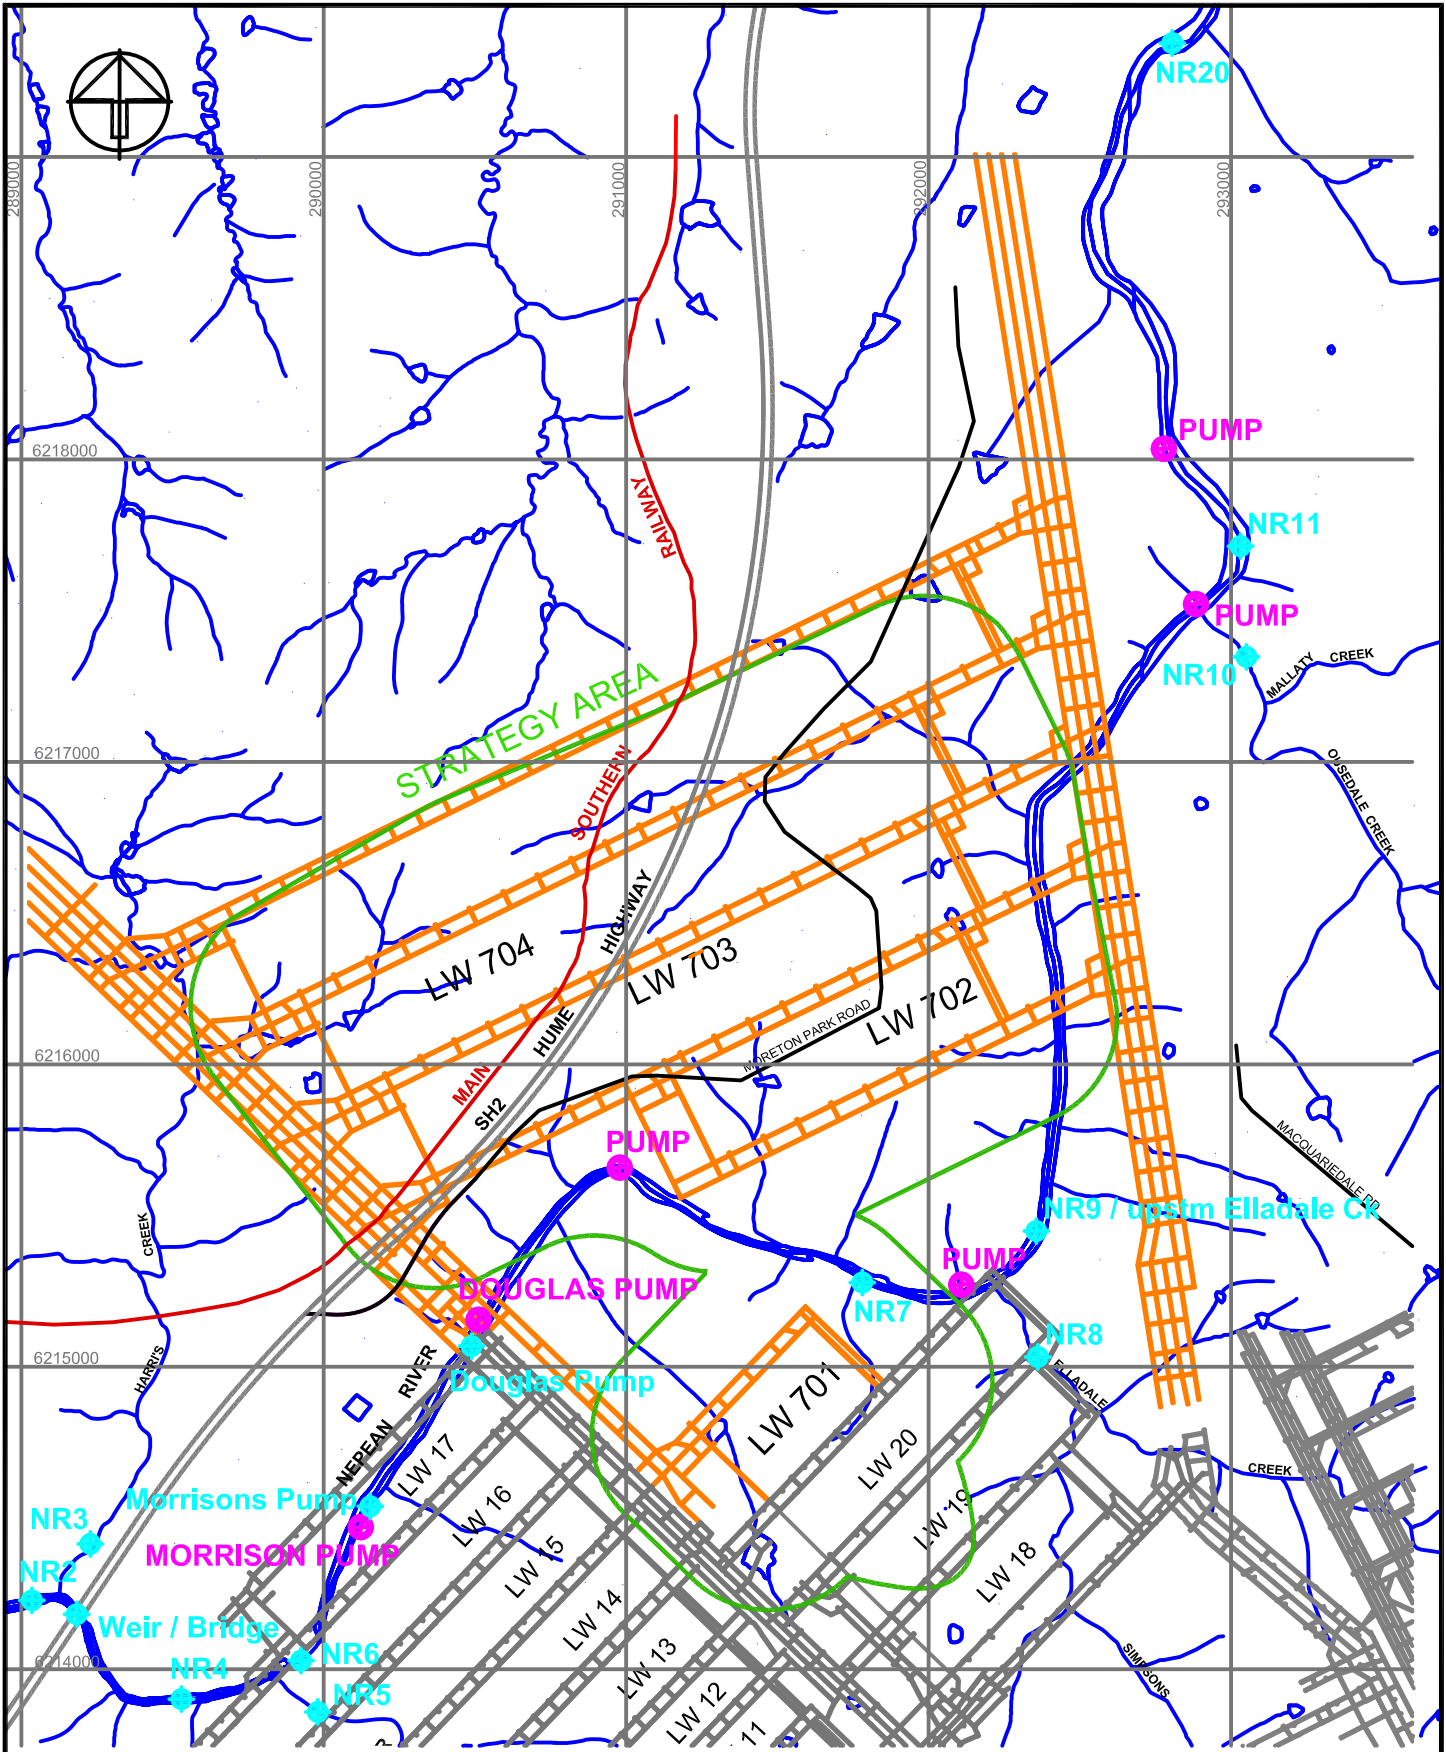 NR20
289000
290000
291000
292000
293000
PUMP
6218000
RAILWAY
NR11
PUMP
NR10
MALLATY
CREEK
STRATEGY AREA
SOUTHERN
6217000
OUSEDALE CREEK
HIGHWAY
LW 704
LW 703
LW 702
MORETON PARK ROAD
HUME
6216000
MAIN
SH2
PUMP
MACQUARIEDALE RD
CREEK
NR9 / upstm Elladale Ck
PUMP
DOUGLAS PUMP
NR7
NR8
6215000
HARRIS
RIVER
Douglas Pump
ELLADALE
LW 701
NEPEAN
LW 17
LW 20
CREEK
Morrisons Pump
LW 16
LW 19
NR3
MORRISON PUMP
LW 15
LW 18
NR2
LW 14
Weir / Bridge
LW 13
NR6
6214000
NR4
SIMPSONS
NR5
LW 12
11